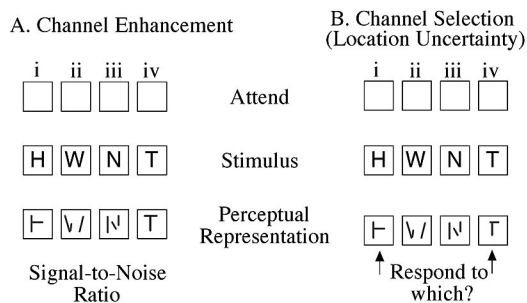 A. Channel Enhancement
B. Channel Selection
(Location Uncertainty)
i ii iii iv
i ii iii iv
Attend
H W N T
Stimulus
H W N T
Perceptual
Representation
T
Signal-to-Noise
Ratio
Respond to
which?